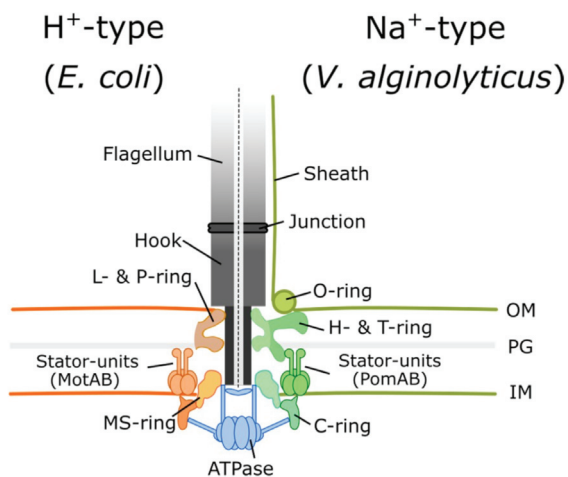 H⁺-type
(E. coli)
Na⁺-type
(V. alginolyticus)
Flagellum
Sheath
Junction
Hook
L- & P-ring
O-ring
OM
H- & T-ring
PG
Stator-units
(MotAB)
Stator-units
(PomAB)
IM
MS-ring
C-ring
ATPase